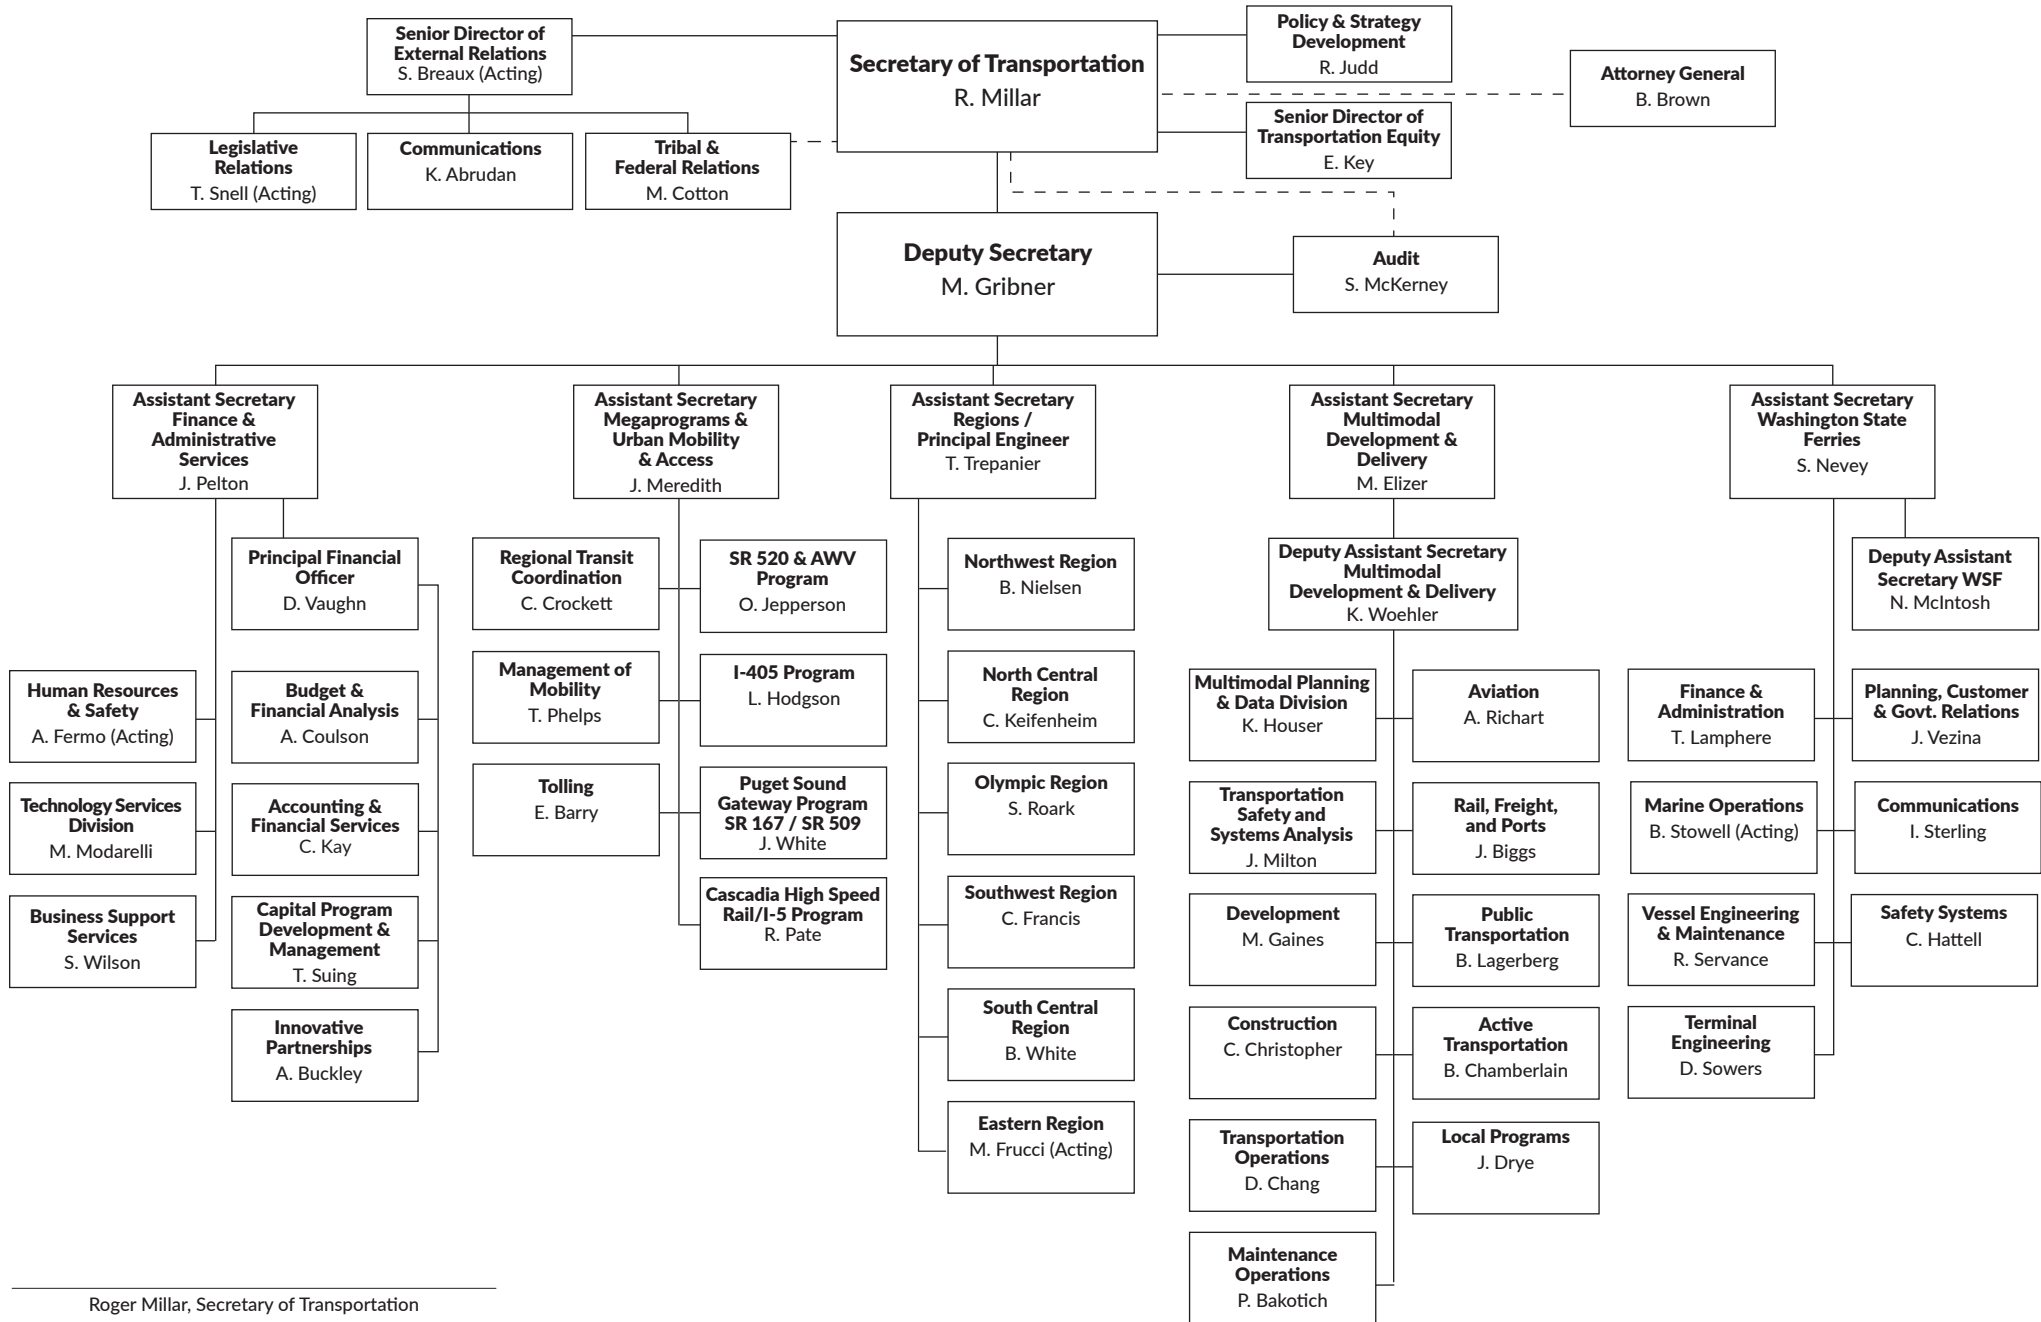 Senior Director of
External Relations
S. Breaux (Acting)
Secretary of Transportation
R. Millar
Policy & Strategy
Development
R. Judd
Attorney General
B. Brown
Senior Director of
Transportation Equity
E. Key
Legislative
Relations
T. Snell (Acting)
Communications
K. Abrudan
Tribal &
Federal Relations
M. Cotton
Deputy Secretary
M. Gribner
Audit
S. McKerney
Assistant Secretary
Finance &
Administrative
Services
J. Pelton
Assistant Secretary
Megaprograms &
Urban Mobility
& Access
J. Meredith
Assistant Secretary
Regions /
Principal Engineer
T. Trepanier
Assistant Secretary
Multimodal
Development &
Delivery
M. Elizer
Assistant Secretary
Washington State
Ferries
S. Nevey
Principal Financial
Officer
D. Vaughn
Human Resources
& Safety
A. Fermo (Acting)
Budget &
Financial Analysis
A. Coulson
Technology Services
Division
M. Modarelli
Accounting &
Financial Services
C. Kay
Business Support
Services
S. Wilson
Capital Program
Development &
Management
T. Suing
Innovative
Partnerships
A. Buckley
Regional Transit
Coordination
C. Crockett
SR 520 & AWV
Program
O. Jepperson
Management of
Mobility
T. Phelps
I-405 Program
L. Hodgson
Tolling
E. Barry
Puget Sound
Gateway Program
SR 167 / SR 509
J. White
Cascadia High Speed
Rail/I-5 Program
R. Pate
Northwest Region
B. Nielsen
North Central
Region
C. Keifenheim
Olympic Region
S. Roark
Southwest Region
C. Francis
South Central
Region
B. White
Eastern Region
M. Frucci (Acting)
Deputy Assistant Secretary
Multimodal
Development & Delivery
K. Woehler
Multimodal Planning
& Data Division
K. Houser
Aviation
A. Richart
Transportation
Safety and
Systems Analysis
J. Milton
Rail, Freight,
and Ports
J. Biggs
Development
M. Gaines
Public
Transportation
B. Lagerberg
Construction
C. Christopher
Active
Transportation
B. Chamberlain
Transportation
Operations
D. Chang
Local Programs
J. Drye
Maintenance
Operations
P. Bakotich
Deputy Assistant
Secretary WSF
N. McIntosh
Finance &
Administration
T. Lamphere
Planning, Customer
& Govt. Relations
J. Vezina
Marine Operations
B. Stowell (Acting)
Communications
I. Sterling
Vessel Engineering
& Maintenance
R. Servance
Safety Systems
C. Hattell
Terminal
Engineering
D. Sowers
Roger Millar, Secretary of Transportation